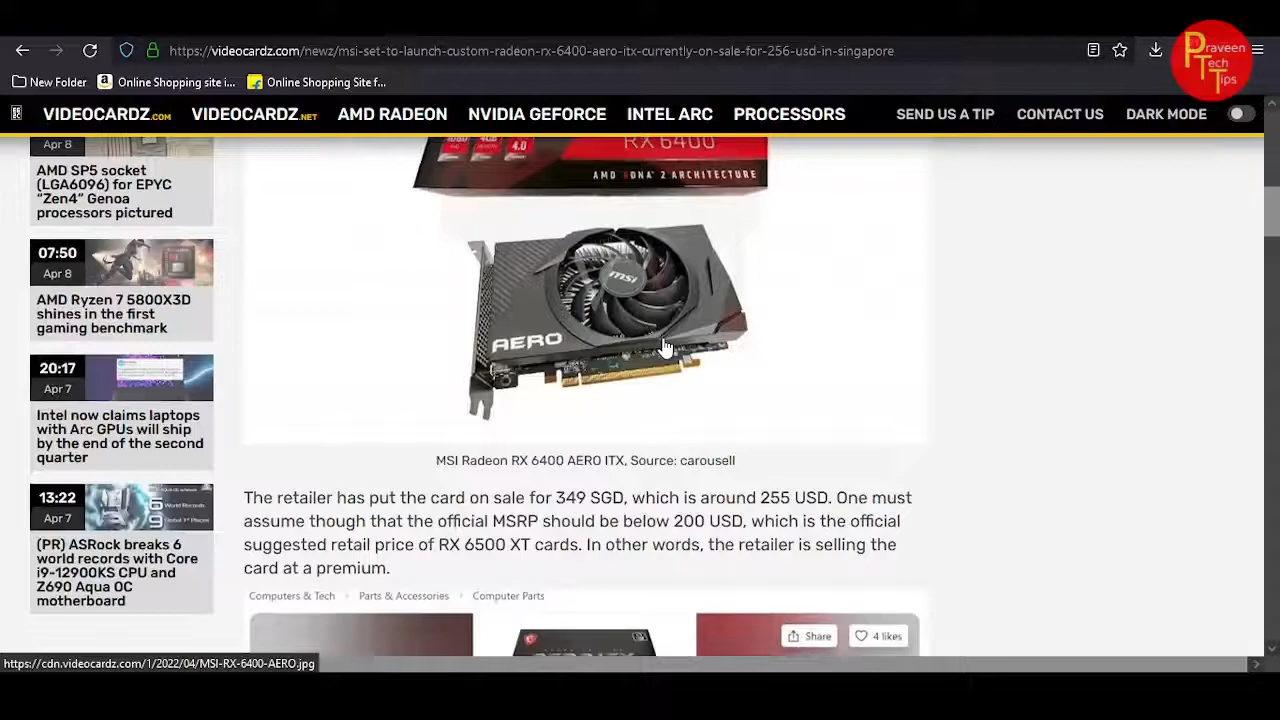 https://videocardz.com/newz/msi-set-to-launch-custom-radeon-rx-6400-aero-itx-currently-on-sale-for-256-usd-in-singapore
Praveen
Tech
Tips
New Folder
Online Shopping site i...
Online Shopping Site f...
VIDEOCARDZ.COM
VIDEOCARDZ.NET
AMD RADEON
NVIDIA GEFORCE
INTEL ARC
PROCESSORS
SEND US A TIP
CONTACT US
DARK MODE
Apr 8
AMD SP5 socket
(LGA6096) for EPYC
“Zen4” Genoa
processors pictured
07:50
Apr 8
AMD Ryzen 7 5800X3D
shines in the first
gaming benchmark
20:17
Apr 7
Intel now claims laptops
with Arc GPUs will ship
by the end of the second
quarter
13:22
Apr 7
(PR) ASRock breaks 6
world records with Core
i9-12900KS CPU and
Z690 Aqua OC
motherboard
4.0
RX 6400
AMD RDNA 2 ARCHITECTURE
msi
AERO
MSI Radeon RX 6400 AERO ITX, Source: carousell
The retailer has put the card on sale for 349 SGD, which is around 255 USD. One must
assume though that the official MSRP should be below 200 USD, which is the official
suggested retail price of RX 6500 XT cards. In other words, the retailer is selling the
card at a premium.
Computers & Tech
Parts & Accessories
Computer Parts
Share
4 likes
https://cdn.videocardz.com/1/2022/04/MSI-RX-6400-AERO.jpg